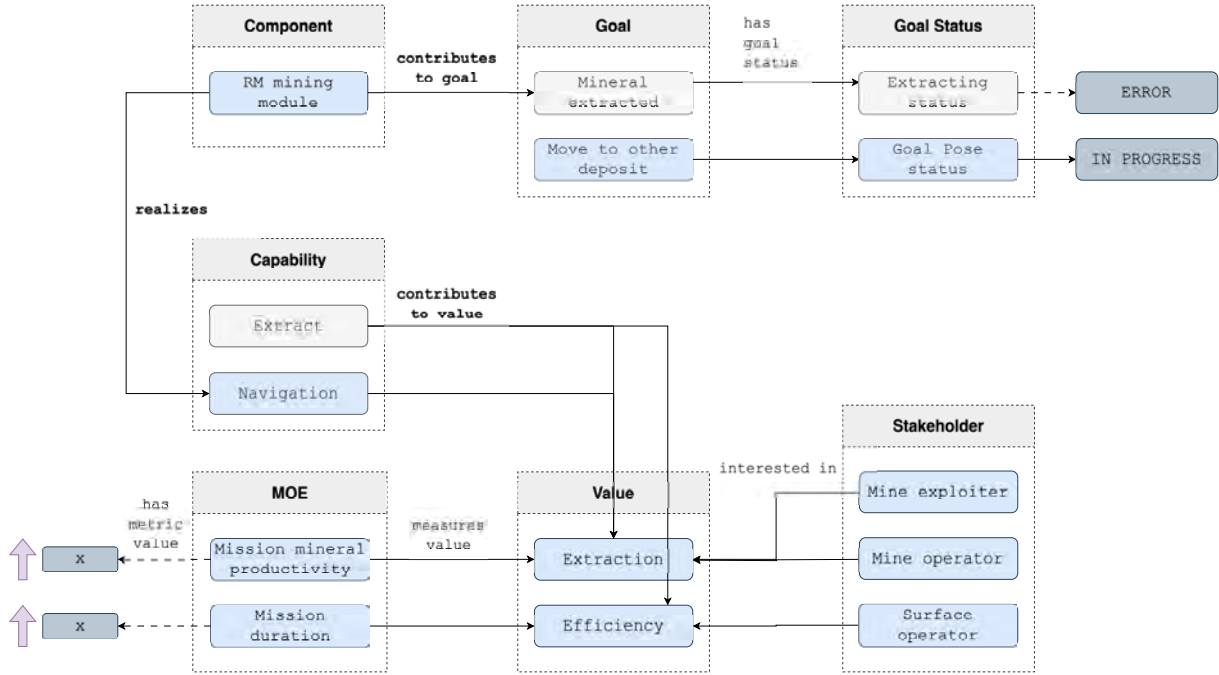 Component
RM mining
module
contributes
to goal
Goal
Mineral
extracted
Move to other
deposit
has
goal
status
Goal Status
Extracting
status
Goal Pose
status
ERROR
IN PROGRESS
realizes
Capability
Extract
Navigation
contributes
to value
Stakeholder
Mine exploiter
Mine operator
Surface
operator
interested in
MOE
Mission mineral
productivity
Mission
duration
has
metric
value
x
x
measures
value
Value
Extraction
Efficiency